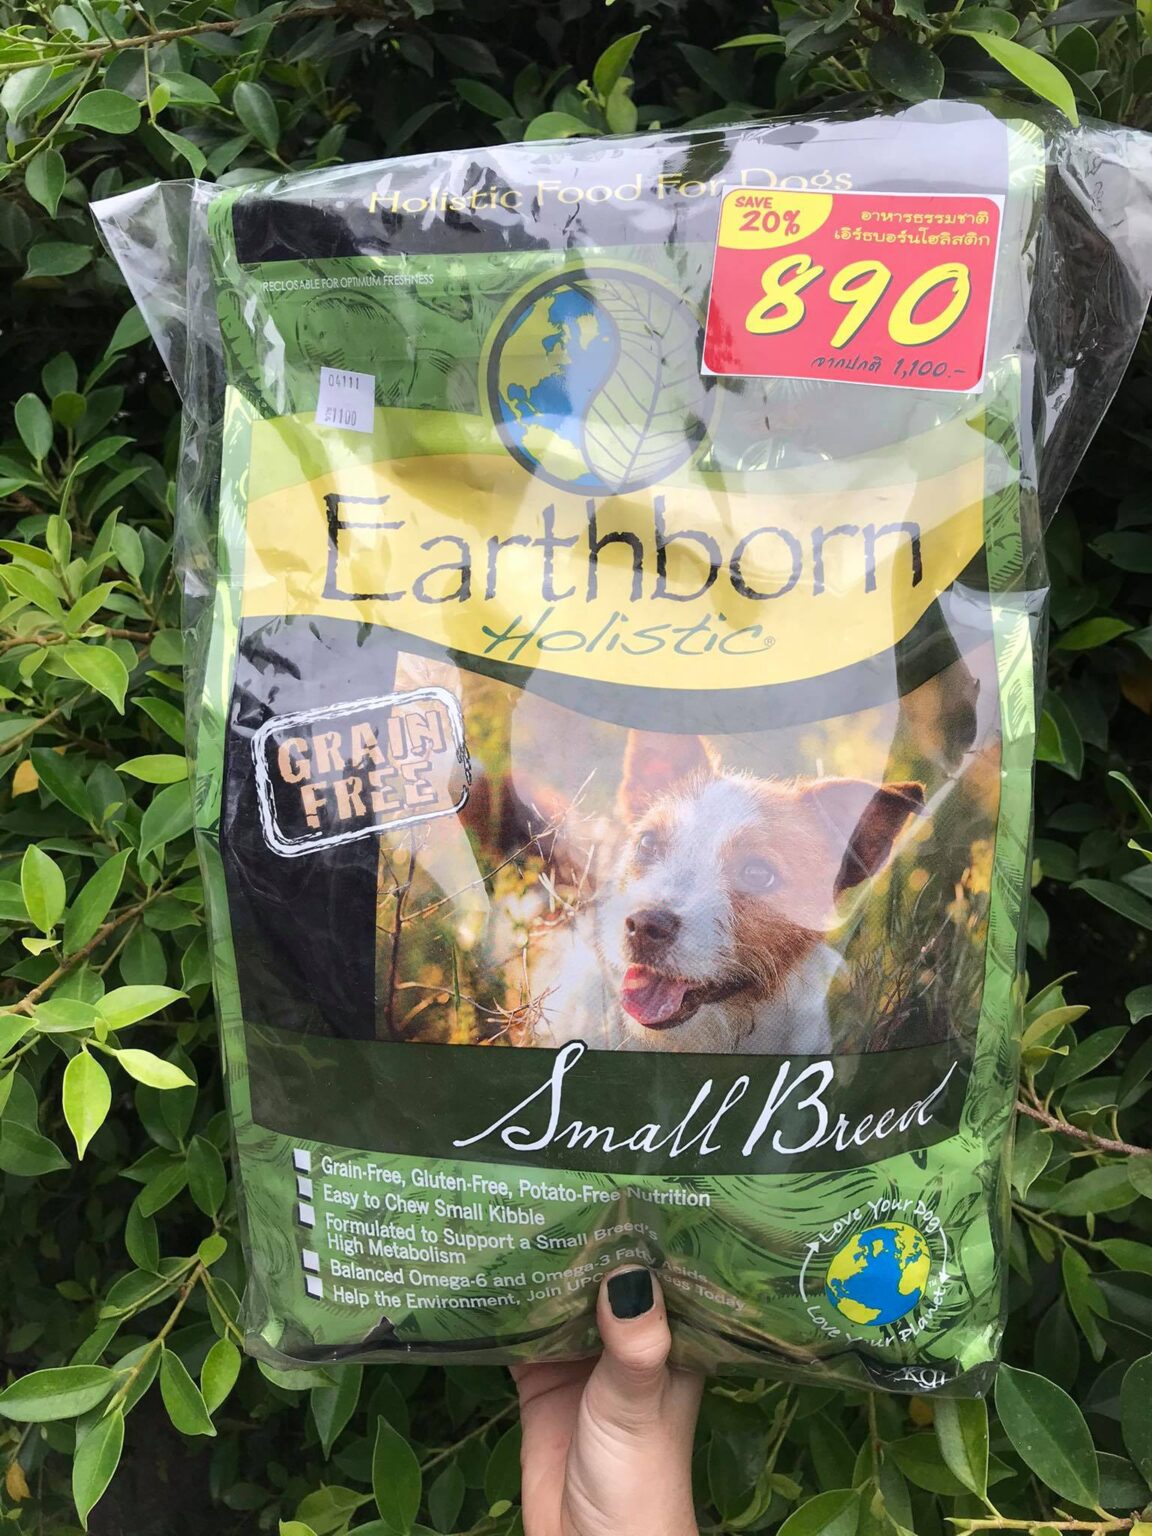 Holistic Food For Dogs
SAVE
20%
อาหารธรรมชาติ
เอิร์ธบอร์นโฮลิสติก
890
จากปกติ 1,100.-
RECLOSABLE FOR OPTIMUM FRESHNESS
04111
1100
Earthborn
Holistic®
GRAIN
FREE
Small Breed
Grain-Free, Gluten-Free, Potato-Free Nutrition
Easy to Chew Small Kibble
Formulated to Support a Small Breed's
High Metabolism
Balanced Omega-6 and Omega-3 Fatty Acids
Help the Environment, Join UPC Today
Love Your Dog
Love Your Planet™